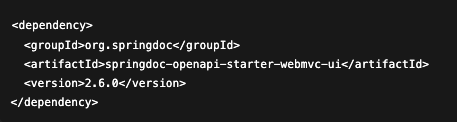 <dependency>
  <groupId>org.springdoc</groupId>
  <artifactId>springdoc-openapi-starter-webmvc-ui</artifactId>
  <version>2.6.0</version>
</dependency>